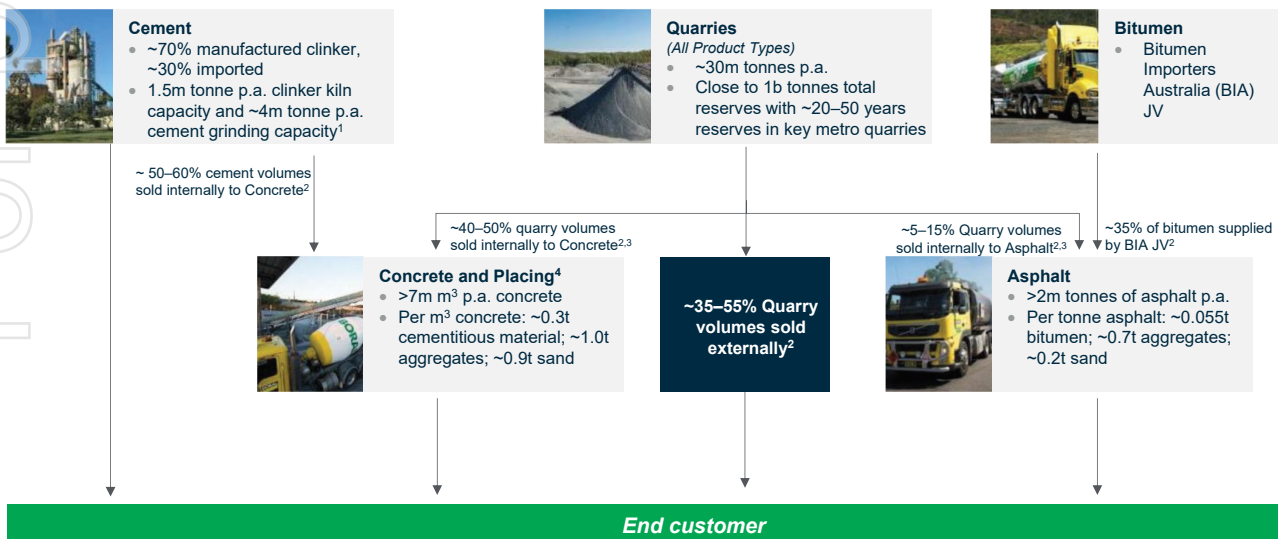 Cement
● ~70% manufactured clinker,
~30% imported
● 1.5m tonne p.a. clinker kiln
capacity and ~4m tonne p.a.
cement grinding capacity¹
Quarries
(All Product Types)
● ~30m tonnes p.a.
● Close to 1b tonnes total
reserves with ~20–50 years
reserves in key metro quarries
Bitumen
● Bitumen
Importers
Australia (BIA)
JV
~ 50–60% cement volumes
sold internally to Concrete²
~40–50% quarry volumes
sold internally to Concrete²,³
~5–15% Quarry volumes
sold internally to Asphalt²,³
~35% of bitumen supplied
by BIA JV²
Concrete and Placing⁴
● >7m m³ p.a. concrete
● Per m³ concrete: ~0.3t
cementitious material; ~1.0t
aggregates; ~0.9t sand
~35–55% Quarry
volumes sold
externally²
Asphalt
● >2m tonnes of asphalt p.a.
● Per tonne asphalt: ~0.055t
bitumen; ~0.7t aggregates;
~0.2t sand
End customer